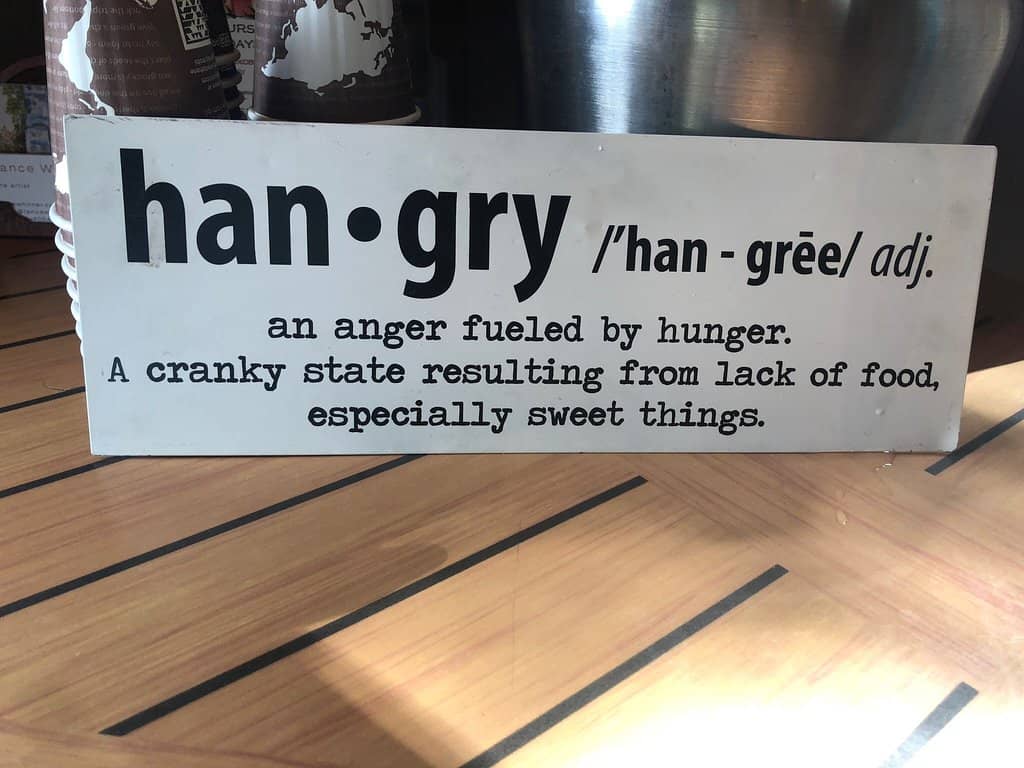 han•gry /'han - grēe/ adj.
an anger fueled by hunger.
A cranky state resulting from lack of food,
especially sweet things.